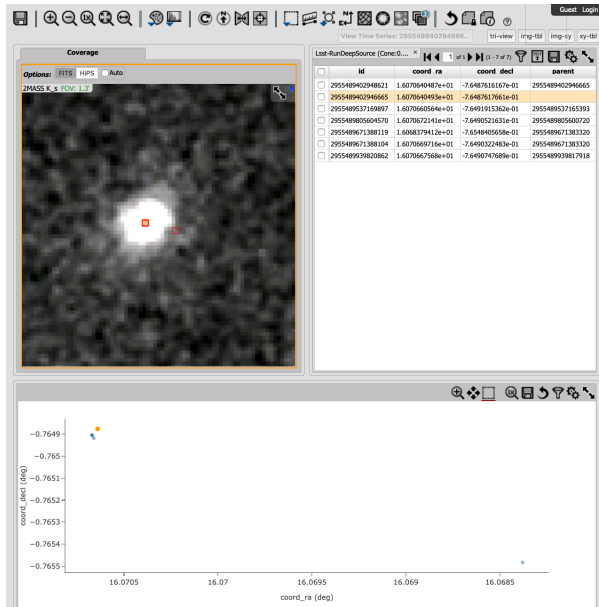 Guest Login
View Time Series: 29554894029466...
tri-view
img-tbl
img-xy
xy-tbl
Coverage
Options: FITS HiPS Auto
2MASS K_s FOV: 1.3'
Lsst-RunDeepSource (Cone:0.... ×
1 of 1 (1 - 7 of 7)
id coord_ra coord_decl parent
2955489402948621 1.6070640487e+01 -7.6487616167e-01 2955489402946665
2955489402946665 1.6070640493e+01 -7.6487617661e-01
2955489537169897 1.6070660564e+01 -7.6491915362e-01 2955489537165393
2955489805604570 1.6070672141e+01 -7.6490521631e-01 2955489805600720
2955489671388119 1.6068379412e+01 -7.6548405658e-01 2955489671383320
2955489671388104 1.6070669716e+01 -7.6490322483e-01 2955489671383320
2955489939820862 1.6070667568e+01 -7.6490747689e-01 2955489939817918
coord_decl (deg)
−0.7649
−0.765
−0.7651
−0.7652
−0.7653
−0.7654
−0.7655
16.0705 16.07 16.0695 16.069 16.0685
coord_ra (deg)